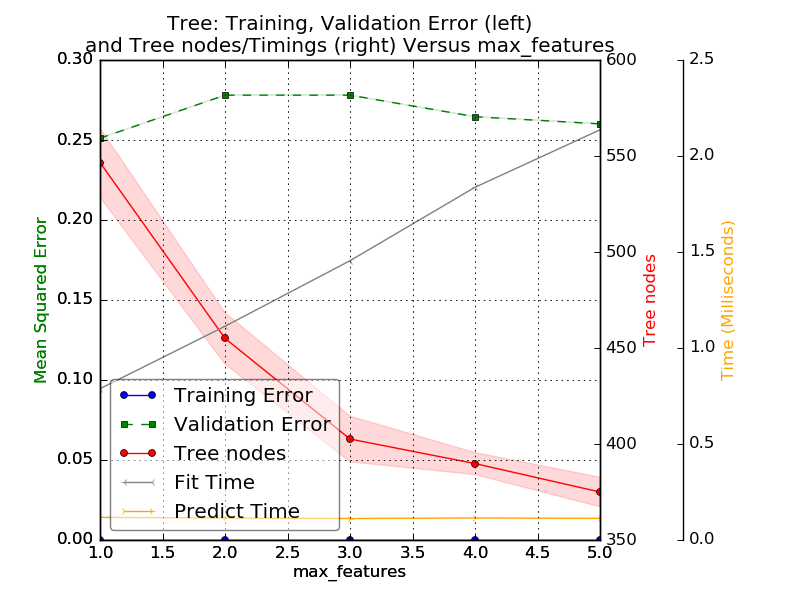 Tree: Training, Validation Error (left)
and Tree nodes/Timings (right) Versus max_features
Mean Squared Error
0.30
0.25
0.20
0.15
0.10
0.05
0.00
Training Error
Validation Error
Tree nodes
Fit Time
Predict Time
1.0 1.5 2.0 2.5 3.0 3.5 4.0 4.5 5.0
max_features
600
550
500
450
400
350
Tree nodes
2.5
2.0
1.5
1.0
0.5
0.0
Time (Milliseconds)